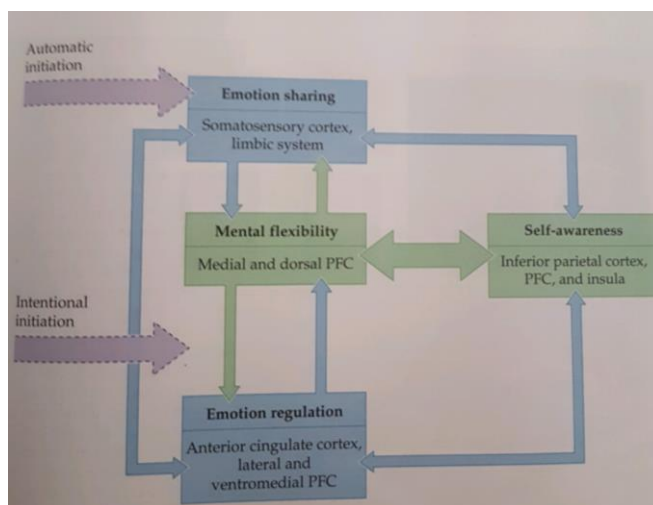 Automatic
initiation
Emotion sharing
Somatosensory cortex,
limbic system
Mental flexibility
Medial and dorsal PFC
Self-awareness
Inferior parietal cortex,
PFC, and insula
Intentional
initiation
Emotion regulation
Anterior cingulate cortex,
lateral and
ventromedial PFC